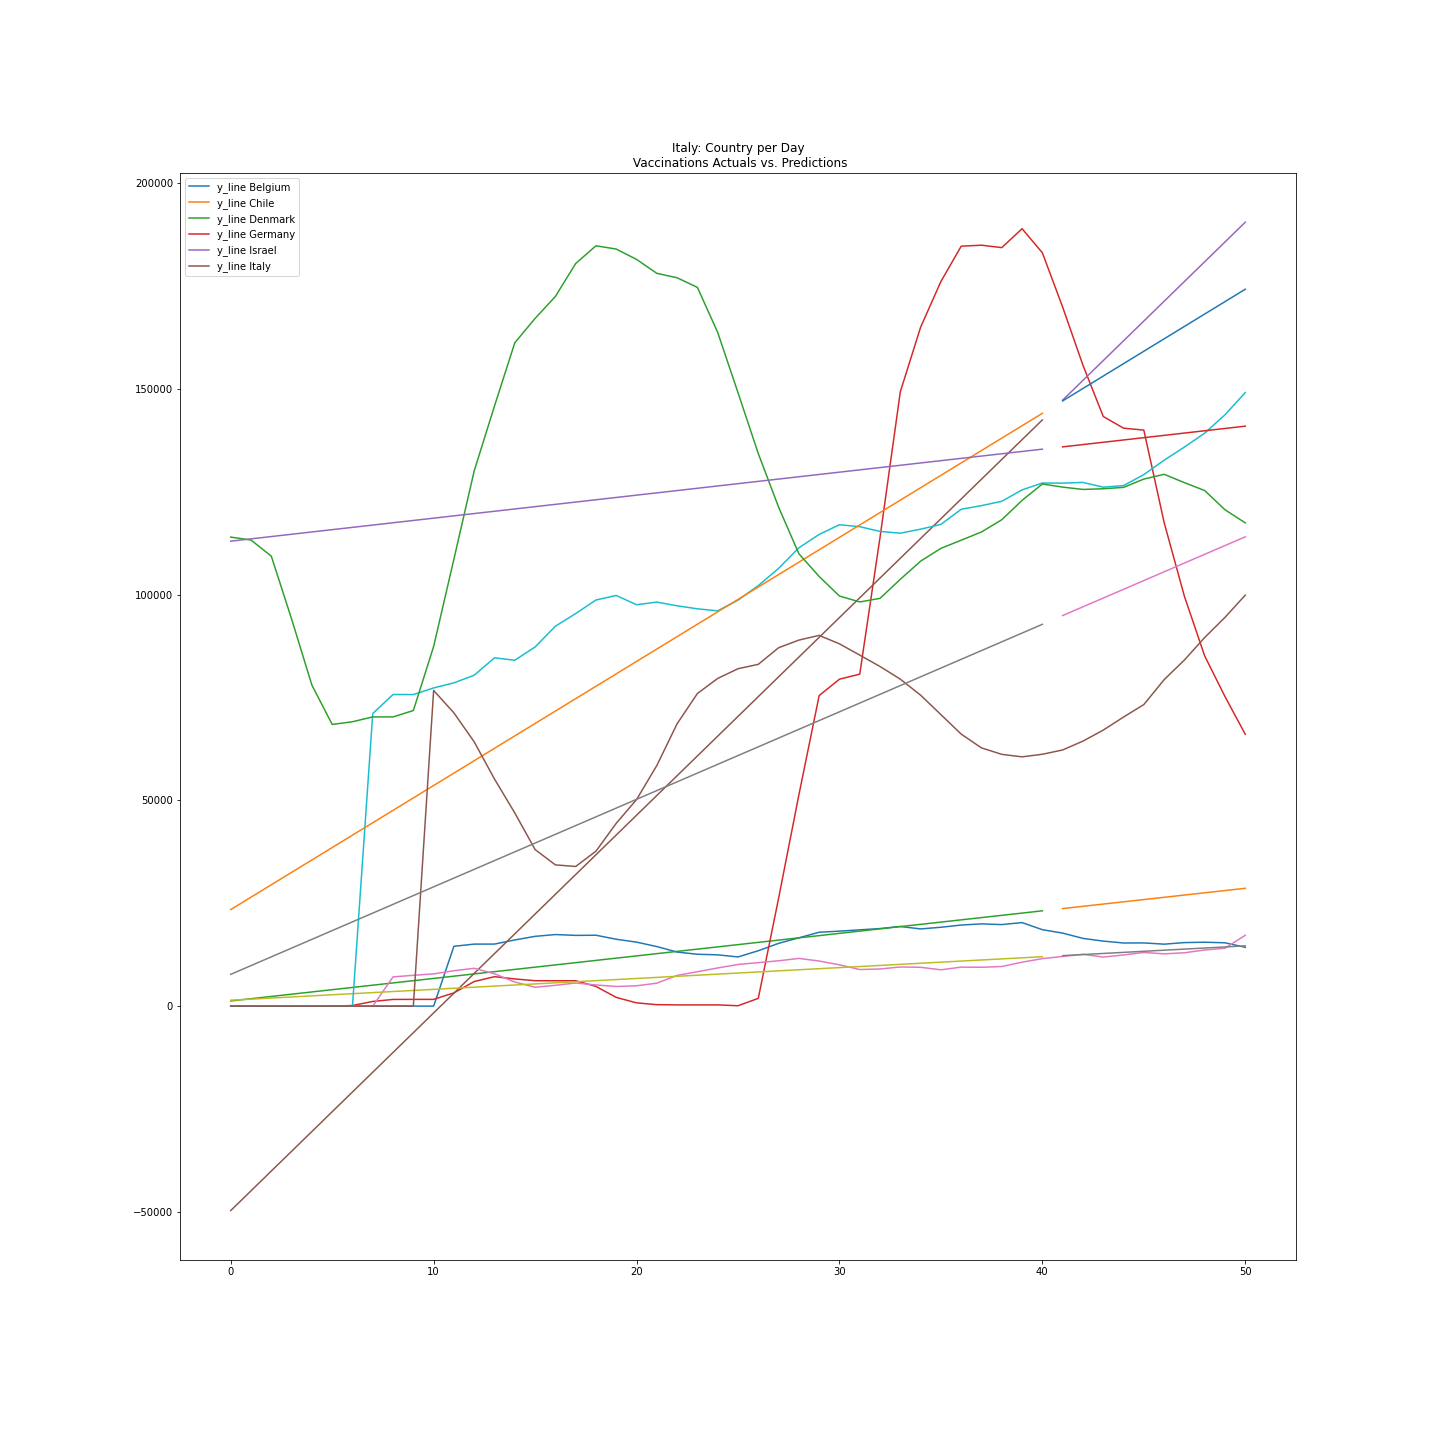 Italy: Country per Day
Vaccinations Actuals vs. Predictions
y_line Belgium
y_line Chile
y_line Denmark
y_line Germany
y_line Israel
y_line Italy
200000
150000
100000
50000
0
−50000
0 10 20 30 40 50